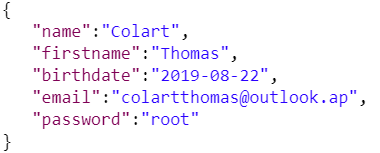 {
"name":"Colart",
"firstname":"Thomas",
"birthdate":"2019-08-22",
"email":"colartthomas@outlook.ap",
"password":"root"
}